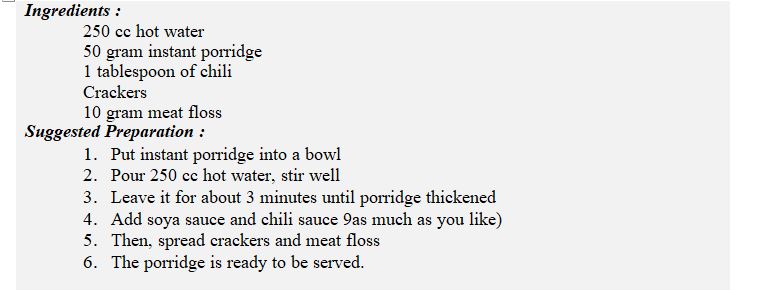 Ingredients :
250 cc hot water
50 gram instant porridge
1 tablespoon of chili
Crackers
10 gram meat floss
Suggested Preparation :
1. Put instant porridge into a bowl
2. Pour 250 cc hot water, stir well
3. Leave it for about 3 minutes until porridge thickened
4. Add soya sauce and chili sauce 9as much as you like)
5. Then, spread crackers and meat floss
6. The porridge is ready to be served.